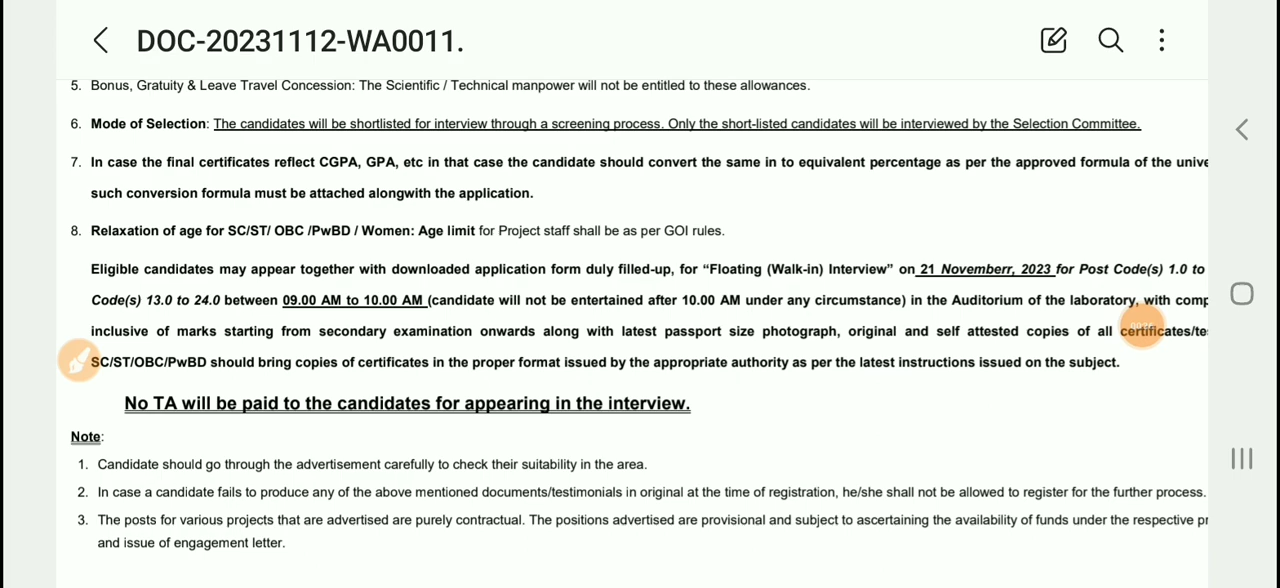 DOC-20231112-WA0011.
5. Bonus, Gratuity & Leave Travel Concession: The Scientific / Technical manpower will not be entitled to these allowances.
6. Mode of Selection: The candidates will be shortlisted for interview through a screening process. Only the short-listed candidates will be interviewed by the Selection Committee.
7. In case the final certificates reflect CGPA, GPA, etc in that case the candidate should convert the same in to equivalent percentage as per the approved formula of the
such conversion formula must be attached alongwith the application.
8. Relaxation of age for SC/ST/ OBC /PwBD / Women: Age limit for Project staff shall be as per GOI rules.
Eligible candidates may appear together with downloaded application form duly filled-up, for “Floating (Walk-in) Interview” on 21 Novemberr, 2023 for Post Code(s) 1.0 to
Code(s) 13.0 to 24.0 between 09.00 AM to 10.00 AM (candidate will not be entertained after 10.00 AM under any circumstance) in the Auditorium of the laboratory, with
inclusive of marks starting from secondary examination onwards along with latest passport size photograph, original and self attested copies of all
SC/ST/OBC/PwBD should bring copies of certificates in the proper format issued by the appropriate authority as per the latest instructions issued on the subject.
No TA will be paid to the candidates for appearing in the interview.
Note:
1. Candidate should go through the advertisement carefully to check their suitability in the area.
2. In case a candidate fails to produce any of the above mentioned documents/testimonials in original at the time of registration, he/she shall not be allowed to register for the further process.
3. The posts for various projects that are advertised are purely contractual. The positions advertised are provisional and subject to ascertaining the availability of funds under the respective
and issue of engagement letter.